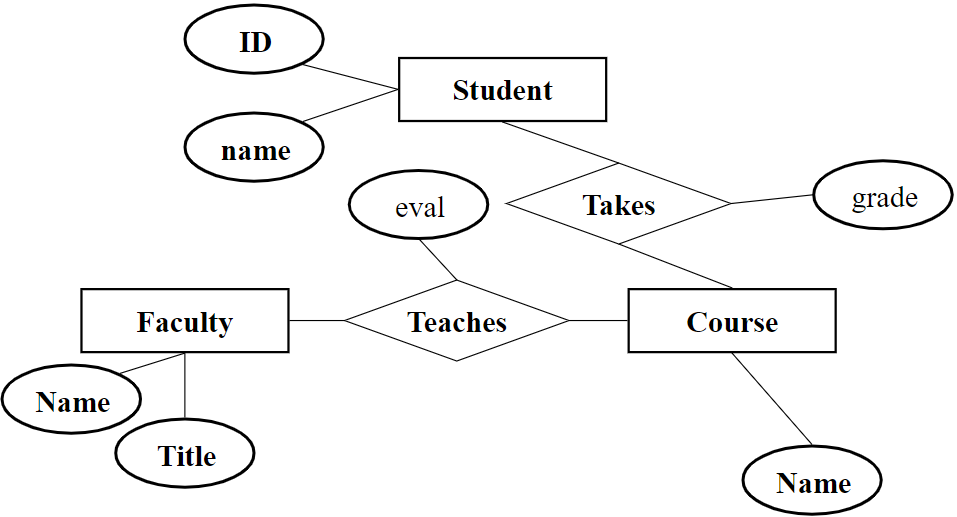 ID
Student
name
eval
Takes
grade
Faculty
Teaches
Course
Name
Title
Name